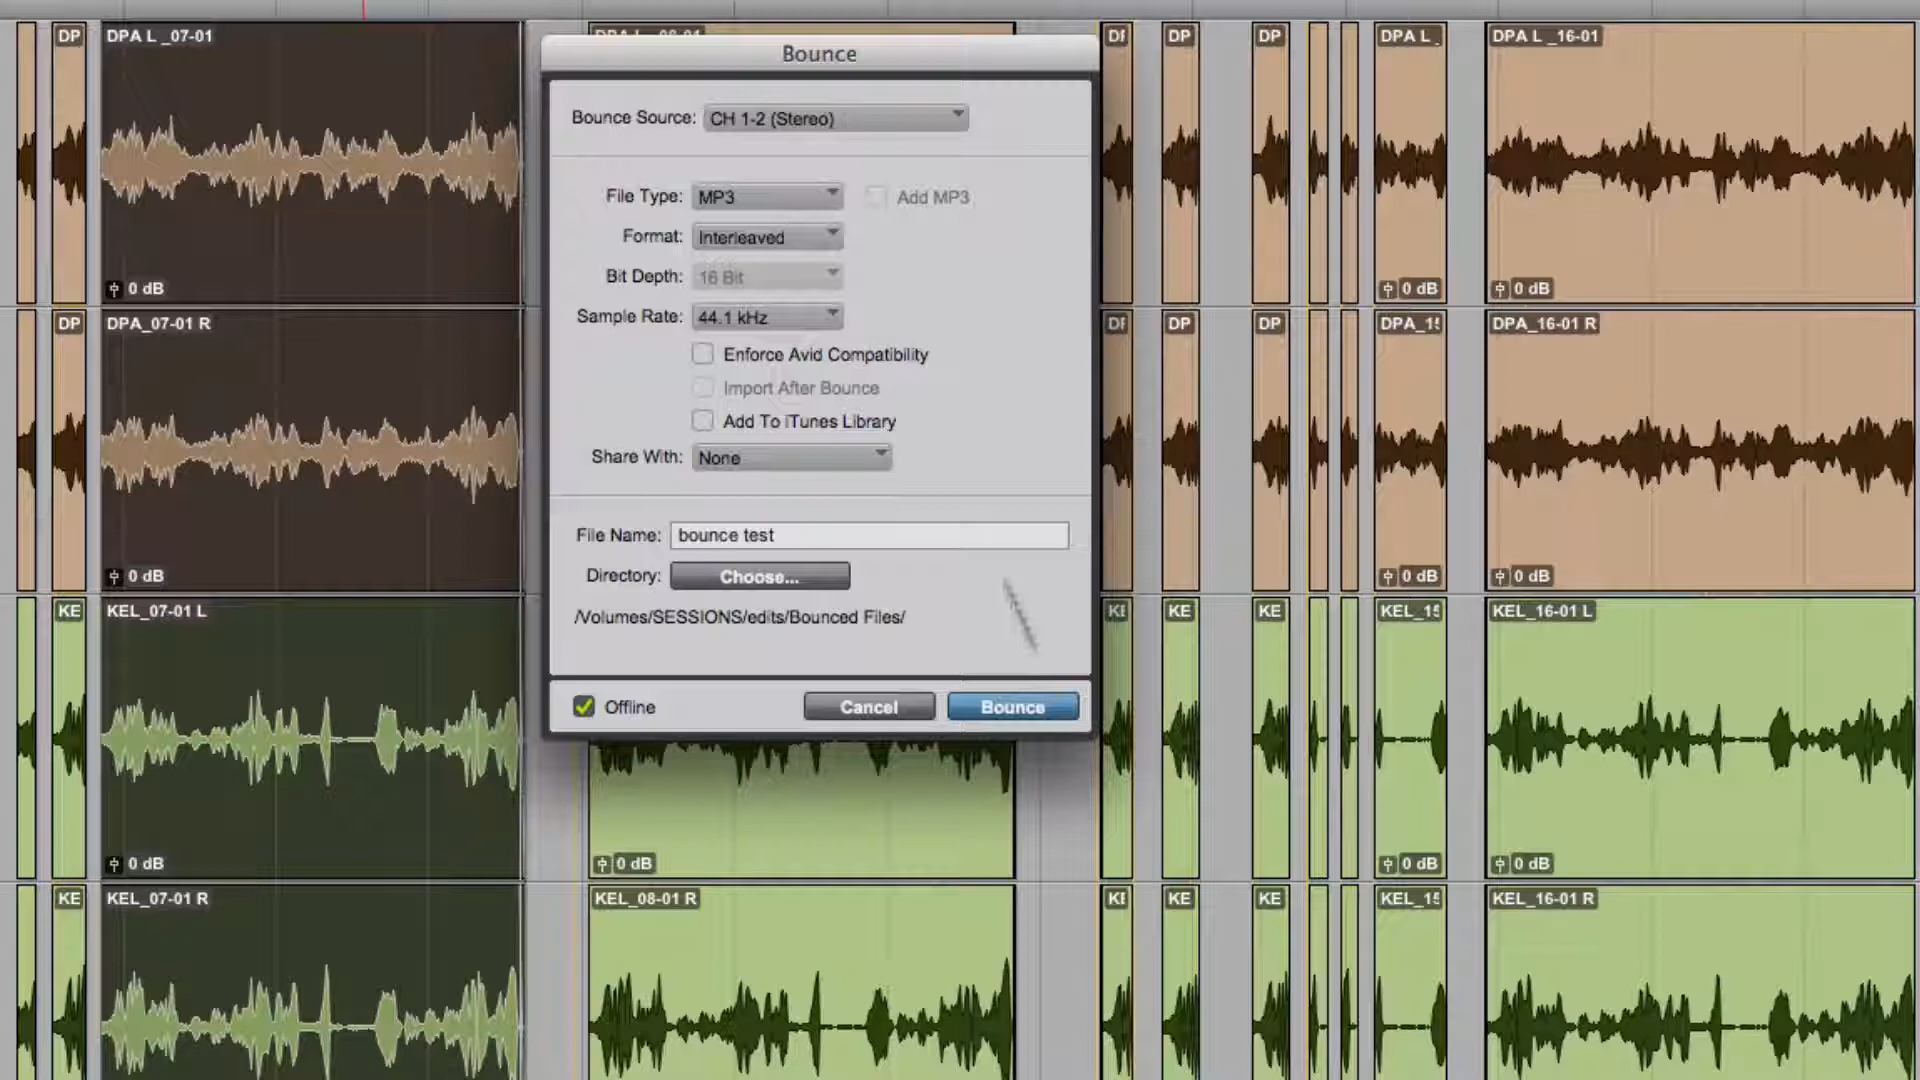 DP
DPA L _07-01
DP
DP
DPA L _
DPA L _16-01
Bounce
Bounce Source: CH 1-2 (Stereo)
File Type: MP3 Add MP3
Format: Interleaved
Bit Depth: 16 Bit
Sample Rate: 44.1 kHz
Enforce Avid Compatibility
Import After Bounce
Add To iTunes Library
Share With: None
File Name: bounce test
Directory: Choose...
/Volumes/SESSIONS/edits/Bounced Files/
Offline Cancel Bounce
0 dB
0 dB
0 dB
DP
DPA_07-01 R
DP
DP
DPA_15
DPA_16-01 R
0 dB
0 dB
0 dB
KE
KEL_07-01 L
KE
KE
KEL_15
KEL_16-01 L
0 dB
0 dB
0 dB
0 dB
KE
KEL_07-01 R
KEL_08-01 R
KE
KE
KEL_15
KEL_16-01 R